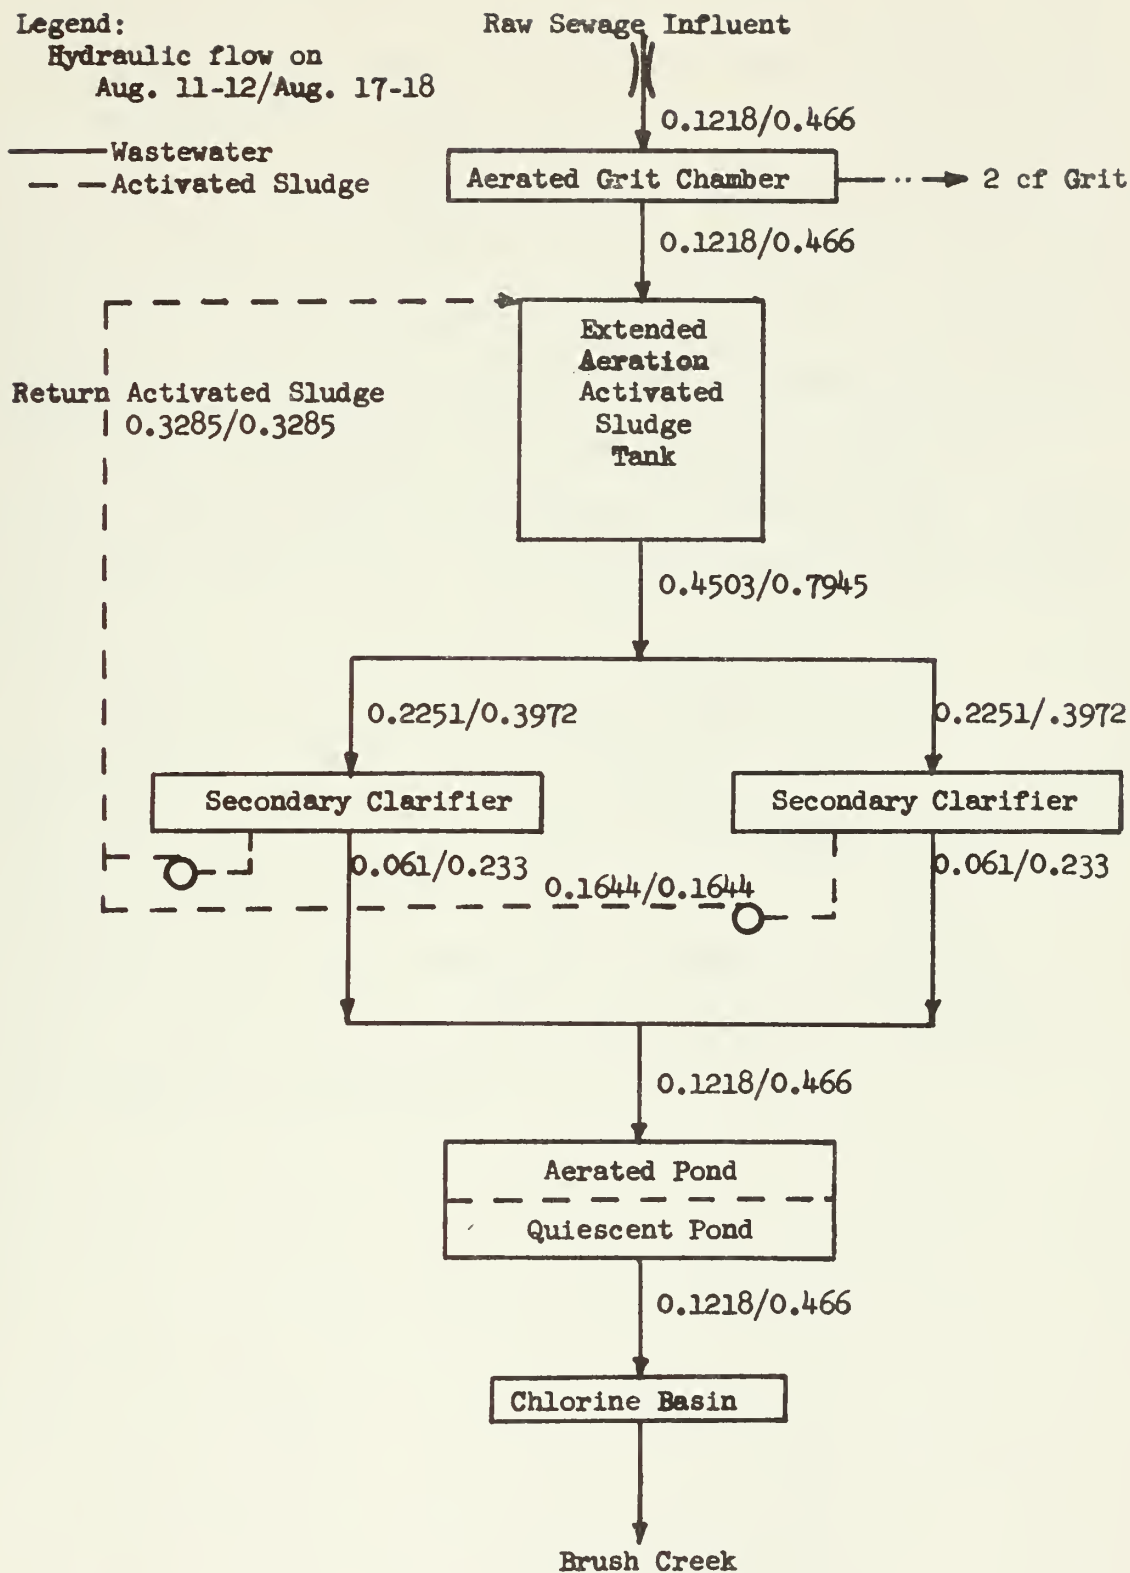 Legend:
Hydraulic flow on
Aug. 11-12/Aug. 17-18
Wastewater
Activated Sludge
Raw Sewage Influent
0.1218/0.466
Aerated Grit Chamber
2 cf Grit
0.1218/0.466
Extended
Aeration
Activated
Sludge
Tank
Return Activated Sludge
0.3285/0.3285
0.4503/0.7945
0.2251/0.3972
0.2251/.3972
Secondary Clarifier
Secondary Clarifier
0.061/0.233
0.1644/0.1644
0.061/0.233
0.1218/0.466
Aerated Pond
Quiescent Pond
0.1218/0.466
Chlorine Basin
Brush Creek